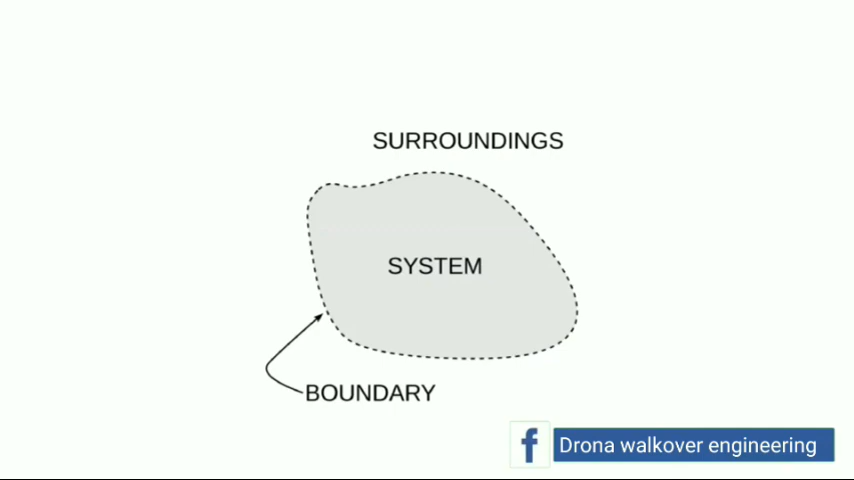 SURROUNDINGS
SYSTEM
BOUNDARY
f Drona walkover engineering